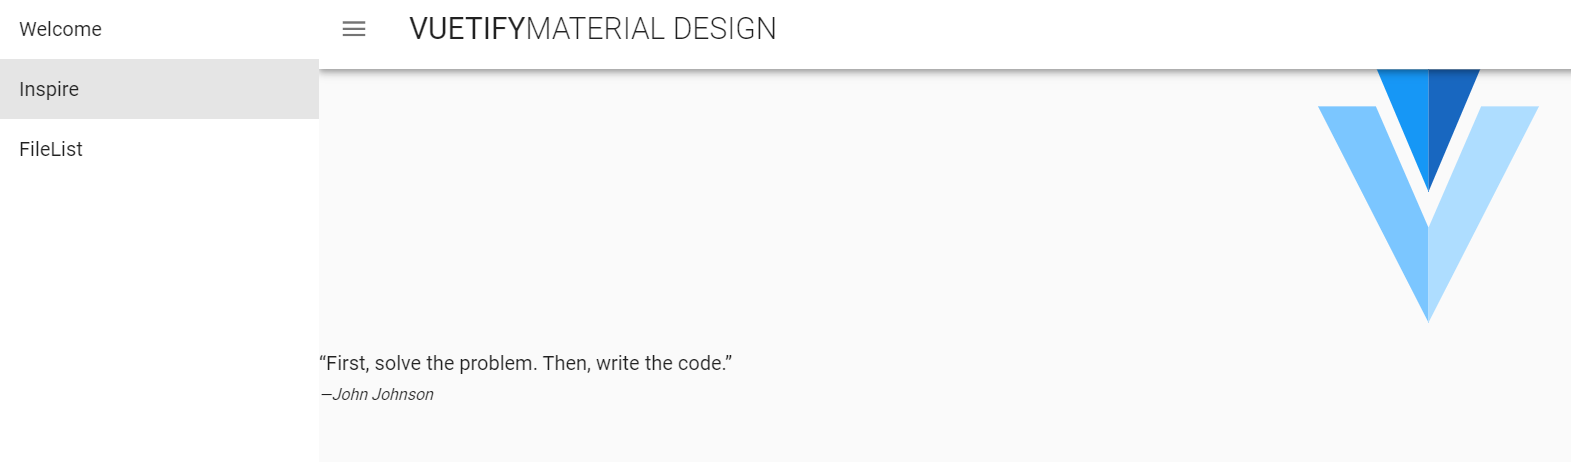 Welcome
Inspire
FileList
VUETIFYMATERIAL DESIGN
“First, solve the problem. Then, write the code.”
—John Johnson